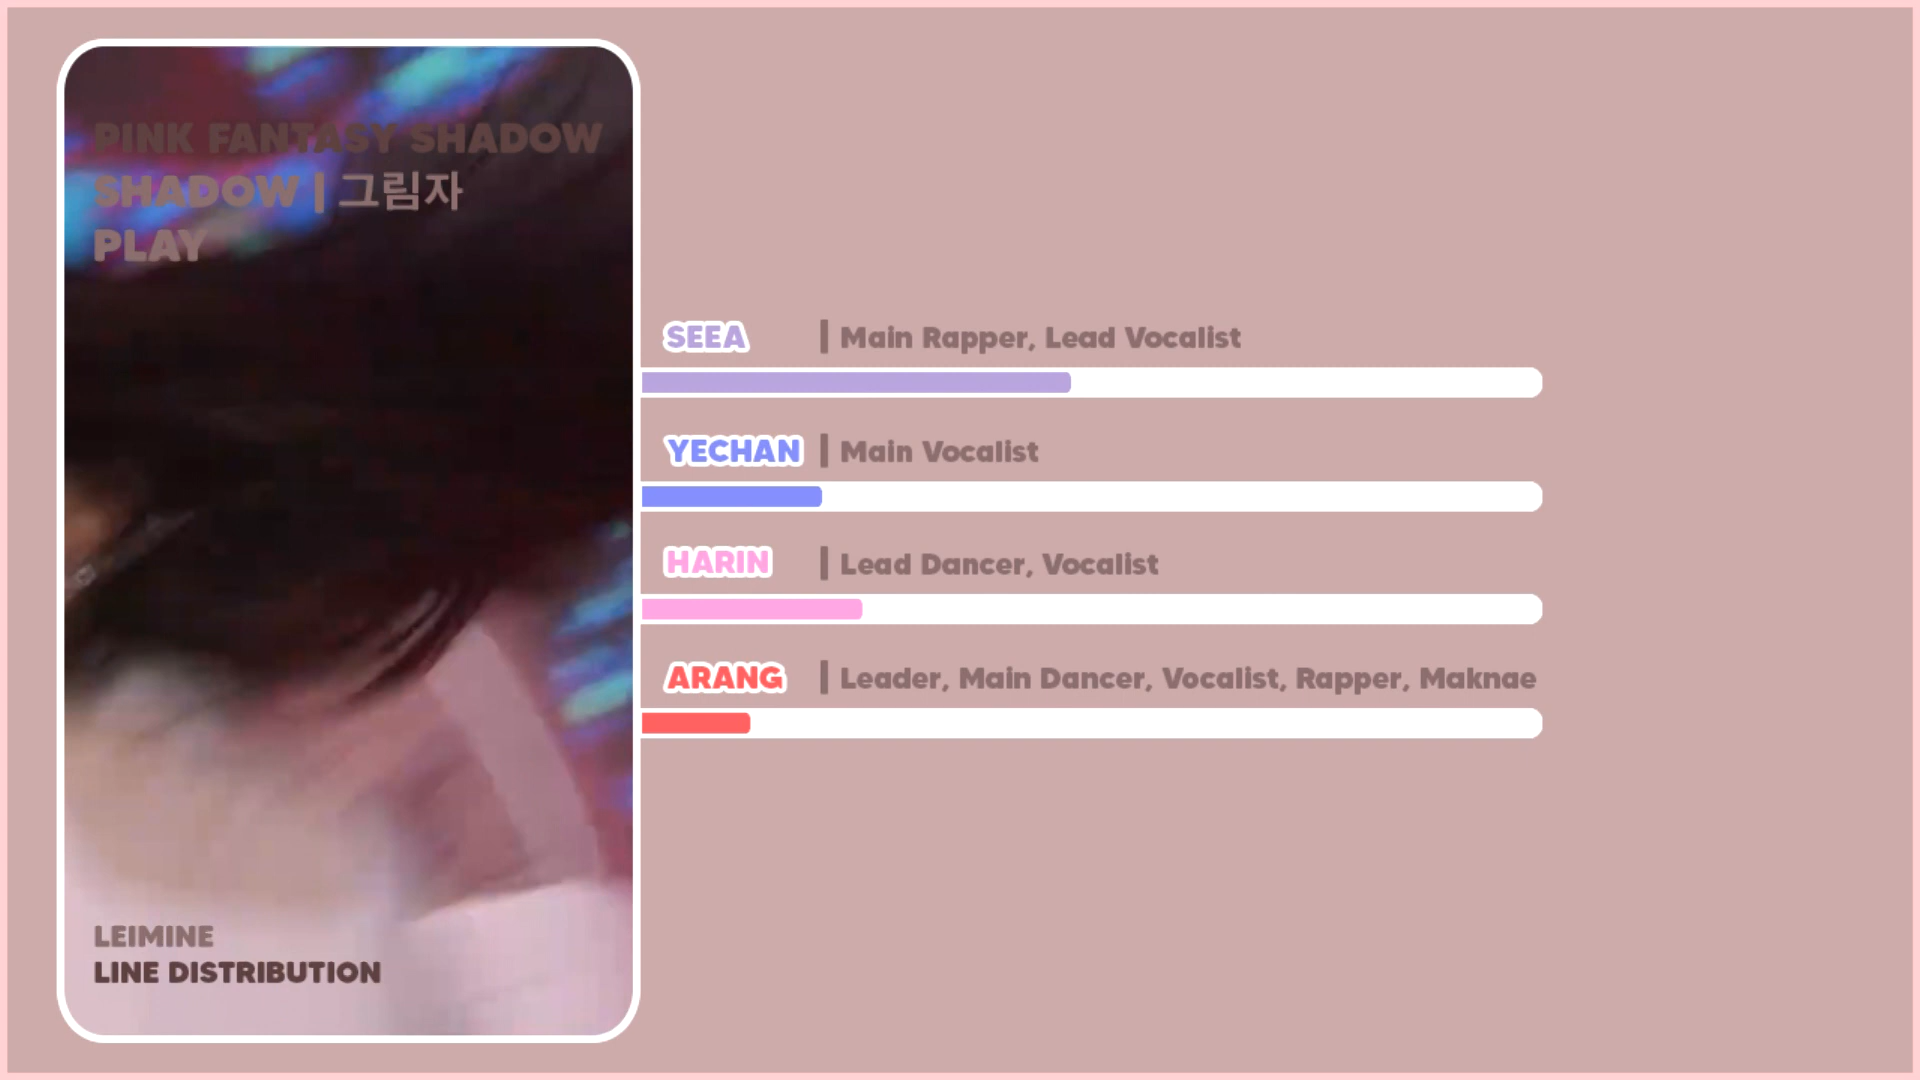 PINK FANTASY SHADOW
SHADOW | 그림자
PLAY
SEEA | Main Rapper, Lead Vocalist
YECHAN | Main Vocalist
HARIN | Lead Dancer, Vocalist
ARANG | Leader, Main Dancer, Vocalist, Rapper, Maknae
LEIMINE
LINE DISTRIBUTION